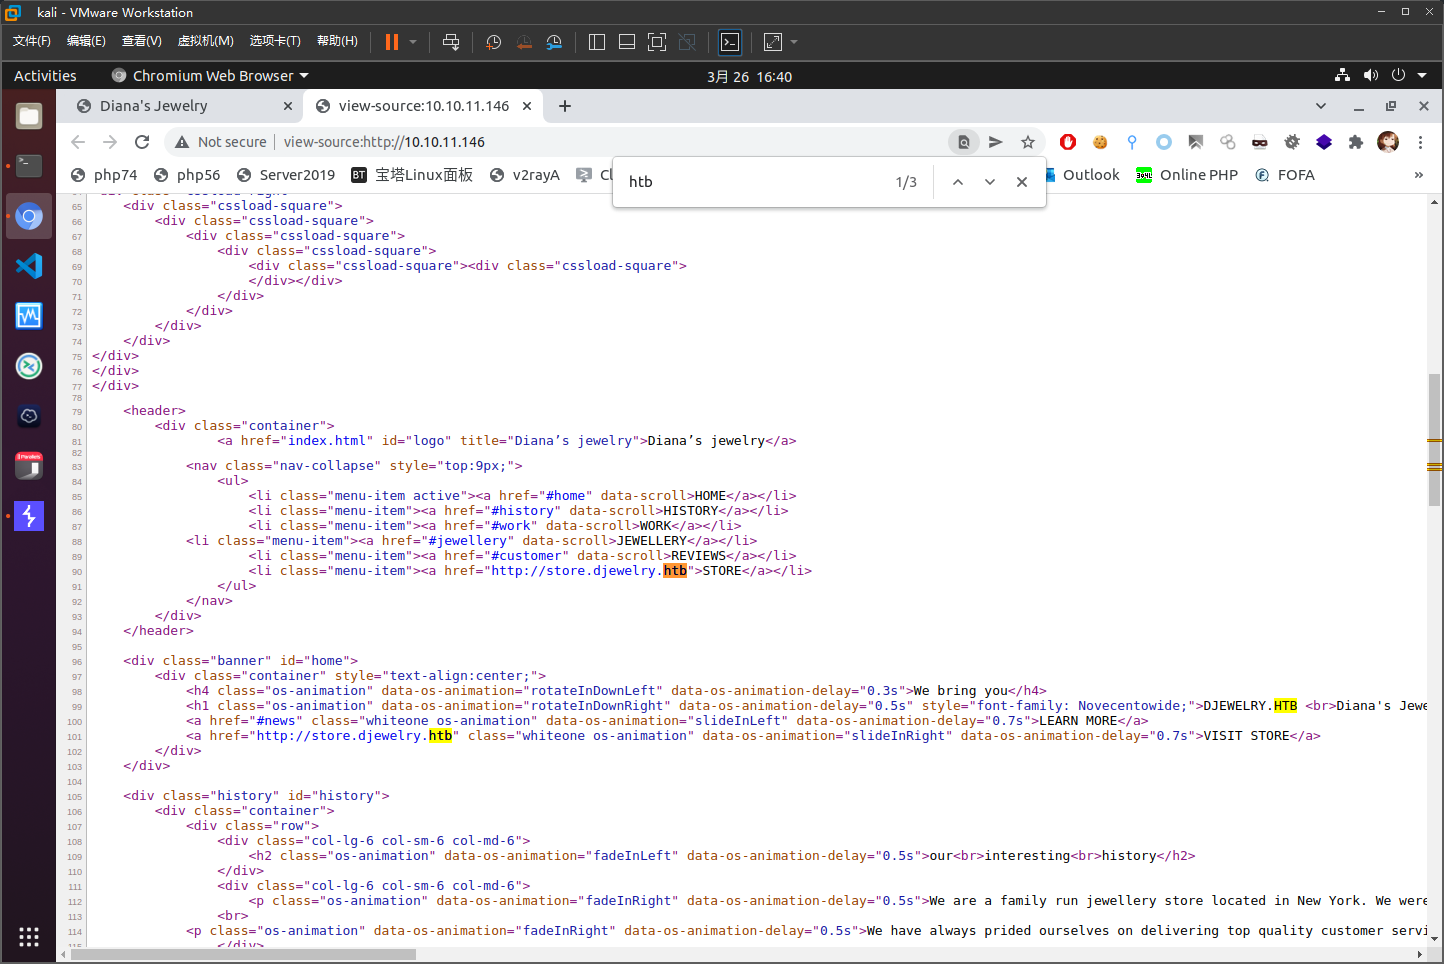 kali - VMware Workstation
文件(F) 编辑(E) 查看(V) 虚拟机(M) 选项卡(T) 帮助(H)
Activities Chromium Web Browser 3月 26 16:40
Diana's Jewelry view-source:10.10.11.146
Not secure view-source:http://10.10.11.146
php74 php56 Server2019 BT 宝塔Linux面板 v2rayA Cl Outlook Online PHP FOFA »
htb 1/3
65 <div class="cssload-square">
66 <div class="cssload-square">
67 <div class="cssload-square">
68 <div class="cssload-square">
69 <div class="cssload-square"><div class="cssload-square">
70 </div></div>
71 </div>
72 </div>
73 </div>
74 </div>
75 </div>
76 </div>
77 </div>
78
79 <header>
80 <div class="container">
81 <a href="index.html" id="logo" title="Diana’s jewelry">Diana’s jewelry</a>
82
83 <nav class="nav-collapse" style="top:9px;">
84 <ul>
85 <li class="menu-item active"><a href="#home" data-scroll>HOME</a></li>
86 <li class="menu-item"><a href="#history" data-scroll>HISTORY</a></li>
87 <li class="menu-item"><a href="#work" data-scroll>WORK</a></li>
88 <li class="menu-item"><a href="#jewellery" data-scroll>JEWELLERY</a></li>
89 <li class="menu-item"><a href="#customer" data-scroll>REVIEWS</a></li>
90 <li class="menu-item"><a href="http://store.djewelry.htb">STORE</a></li>
91 </ul>
92 </nav>
93 </div>
94 </header>
95
96 <div class="banner" id="home">
97 <div class="container" style="text-align:center;">
98 <h4 class="os-animation" data-os-animation="rotateInDownLeft" data-os-animation-delay="0.3s">We bring you</h4>
99 <h1 class="os-animation" data-os-animation="rotateInDownRight" data-os-animation-delay="0.5s" style="font-family: Novecentowide;">DJEWELRY.HTB <br>Diana's Jewe
100 <a href="#news" class="whiteone os-animation" data-os-animation="slideInLeft" data-os-animation-delay="0.7s">LEARN MORE</a>
101 <a href="http://store.djewelry.htb" class="whiteone os-animation" data-os-animation="slideInRight" data-os-animation-delay="0.7s">VISIT STORE</a>
102 </div>
103 </div>
104
105 <div class="history" id="history">
106 <div class="container">
107 <div class="row">
108 <div class="col-lg-6 col-sm-6 col-md-6">
109 <h2 class="os-animation" data-os-animation="fadeInLeft" data-os-animation-delay="0.5s">our<br>interesting<br>history</h2>
110 </div>
111 <div class="col-lg-6 col-sm-6 col-md-6">
112 <p class="os-animation" data-os-animation="fadeInRight" data-os-animation-delay="0.5s">We are a family run jewellery store located in New York. We were
113 <br>
114 <p class="os-animation" data-os-animation="fadeInRight" data-os-animation-delay="0.5s">We have always prided ourselves on delivering top quality customer servi
115 </div>